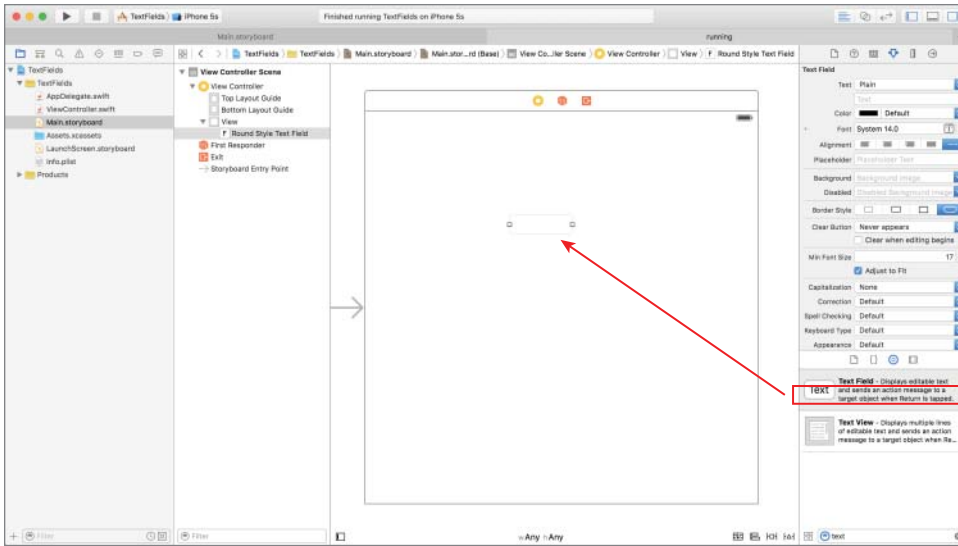 TextFields
iPhone 5s
Finished running TextFields on iPhone 5s
Main.storyboard
running
TextFields
TextFields
Main.storyboard
Main.stor...rd (Base)
View Co...ller Scene
View Controller
View
F Round Style Text Field
TextFields
TextFields
AppDelegate.swift
ViewController.swift
Main.storyboard
Assets.xcassets
LaunchScreen.storyboard
Info.plist
Products
Filter
View Controller Scene
View Controller
Top Layout Guide
Bottom Layout Guide
View
F Round Style Text Field
First Responder
Exit
Storyboard Entry Point
Filter
wAny hAny
Text Field
Text Plain
Text
Color Default
Font System 14.0
Alignment
Placeholder Placeholder Text
Background Background Image
Disabled Disabled Background Image
Border Style
Clear Button Never appears
Clear when editing begins
Min Font Size 17
Adjust to Fit
Capitalization None
Correction Default
Spell Checking Default
Keyboard Type Default
Appearance Default
Text
Text Field - Displays editable text
and sends an action message to a
target object when Return is tapped.
Text View - Displays multiple lines
of editable text and sends an action
message to a target object when Re...
text